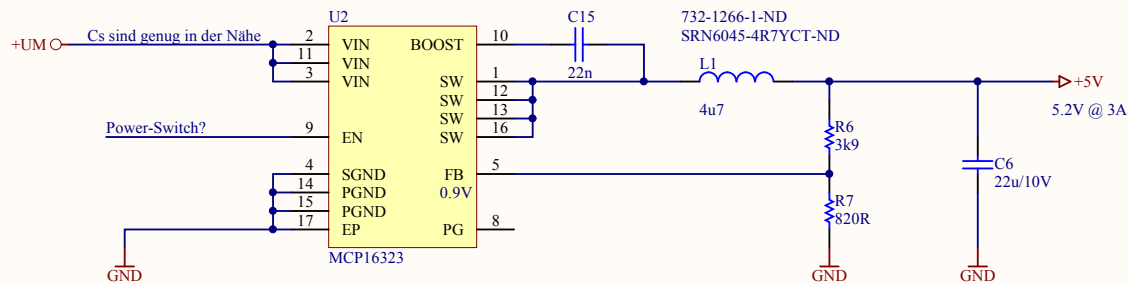 U2
C15
732-1266-1-ND
SRN6045-4R7YCT-ND
+UM
Cs sind genug in der Nähe
2
VIN
BOOST
10
11
VIN
22n
L1
3
VIN
SW
1
+5V
SW
12
4u7
5.2V @ 3A
SW
13
Power-Switch?
9
EN
SW
16
R6
3k9
4
SGND
FB
5
C6
14
PGND
0.9V
22u/10V
15
PGND
R7
820R
17
EP
PG
8
MCP16323
GND
GND
GND